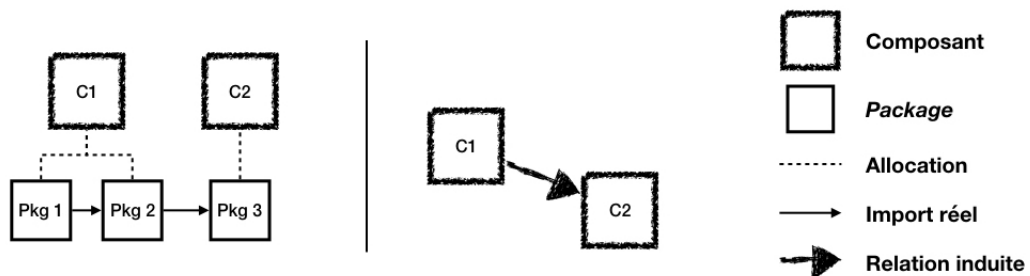 C1
C2
Pkg 1
Pkg 2
Pkg 3
C1
C2
Composant
Package
Allocation
Import réel
Relation induite